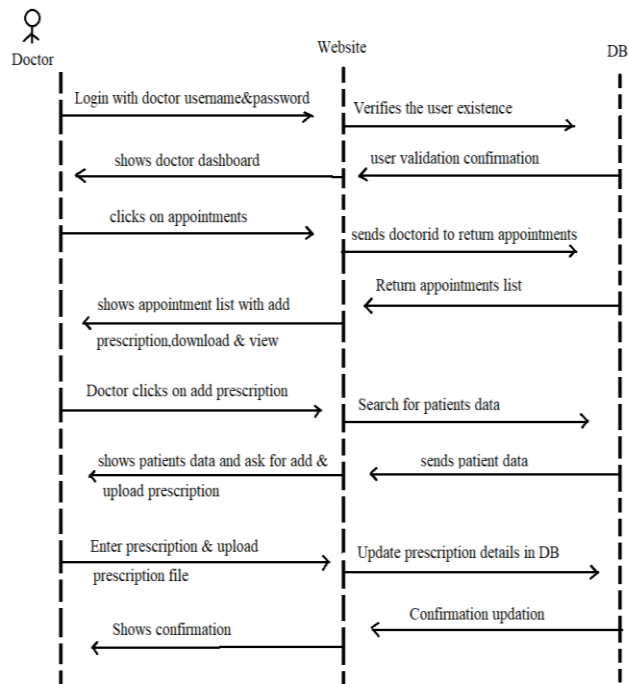 Doctor
Website
DB
Login with doctor username&password
Verifies the user existence
shows doctor dashboard
user validation confirmation
clicks on appointments
sends doctorid to return appointments
Return appointments list
shows appointment list with add
prescription,download & view
Doctor clicks on add prescription
Search for patients data
shows patients data and ask for add &
upload prescription
sends patient data
Enter prescription & upload
prescription file
Update prescription details in DB
Confirmation updation
Shows confirmation